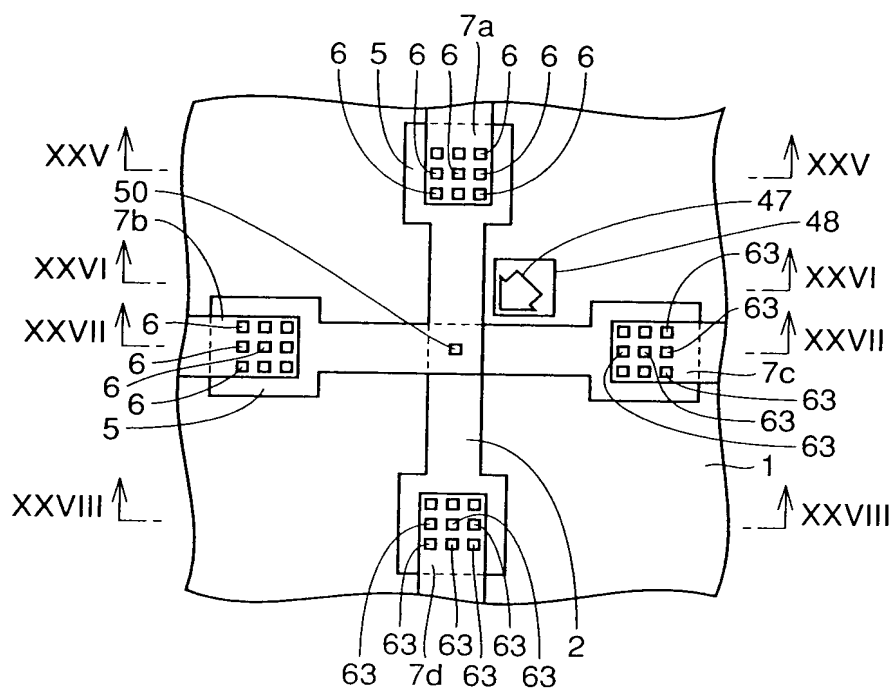 7a
6 5 6 6 6 6 6
XXV XXV
50 47
7b 48
XXVI 63 XXVI
63
XXVII XXVII
6
6
6 7c
6 63
5 63
63
1
XXVIII XXVIII
63 63 63 63 2
63 7d 63 63